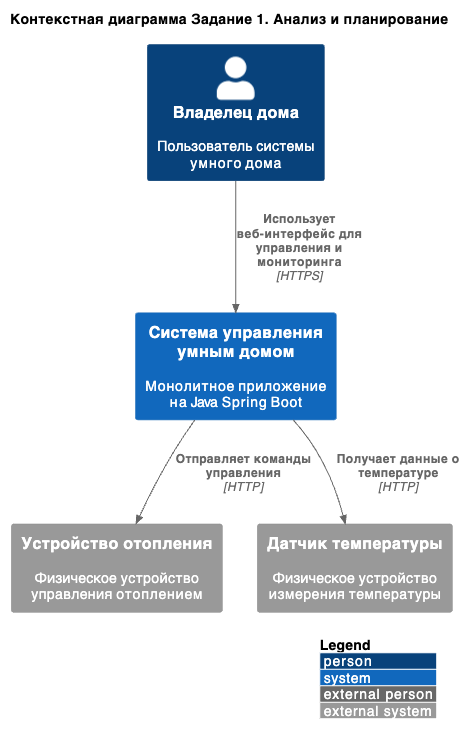 Контекстная диаграмма Задание 1. Анализ и планирование
Владелец дома
Пользователь системы
умного дома
Использует
веб-интерфейс для
управления и
мониторинга
[HTTPS]
Система управления
умным домом
Монолитное приложение
на Java Spring Boot
Отправляет команды
управления
[HTTP]
Получает данные о
температуре
[HTTP]
Устройство отопления
Физическое устройство
управления отоплением
Датчик температуры
Физическое устройство
измерения температуры
Legend
person
system
external person
external system